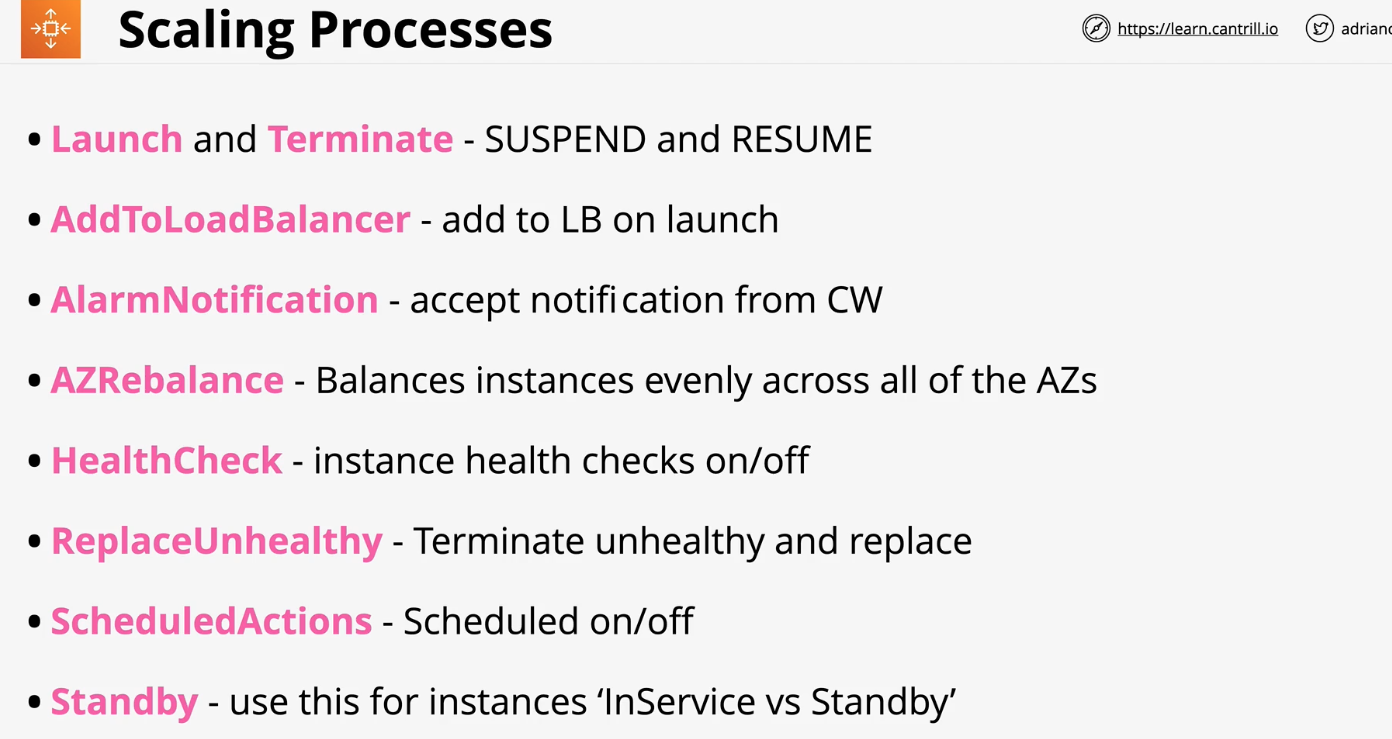 Scaling Processes
https://learn.cantrill.io
• Launch and Terminate - SUSPEND and RESUME
• AddToLoadBalancer - add to LB on launch
• AlarmNotification - accept notification from CW
• AZRebalance - Balances instances evenly across all of the AZs
• HealthCheck - instance health checks on/off
• ReplaceUnhealthy - Terminate unhealthy and replace
• ScheduledActions - Scheduled on/off
• Standby - use this for instances ‘InService vs Standby’